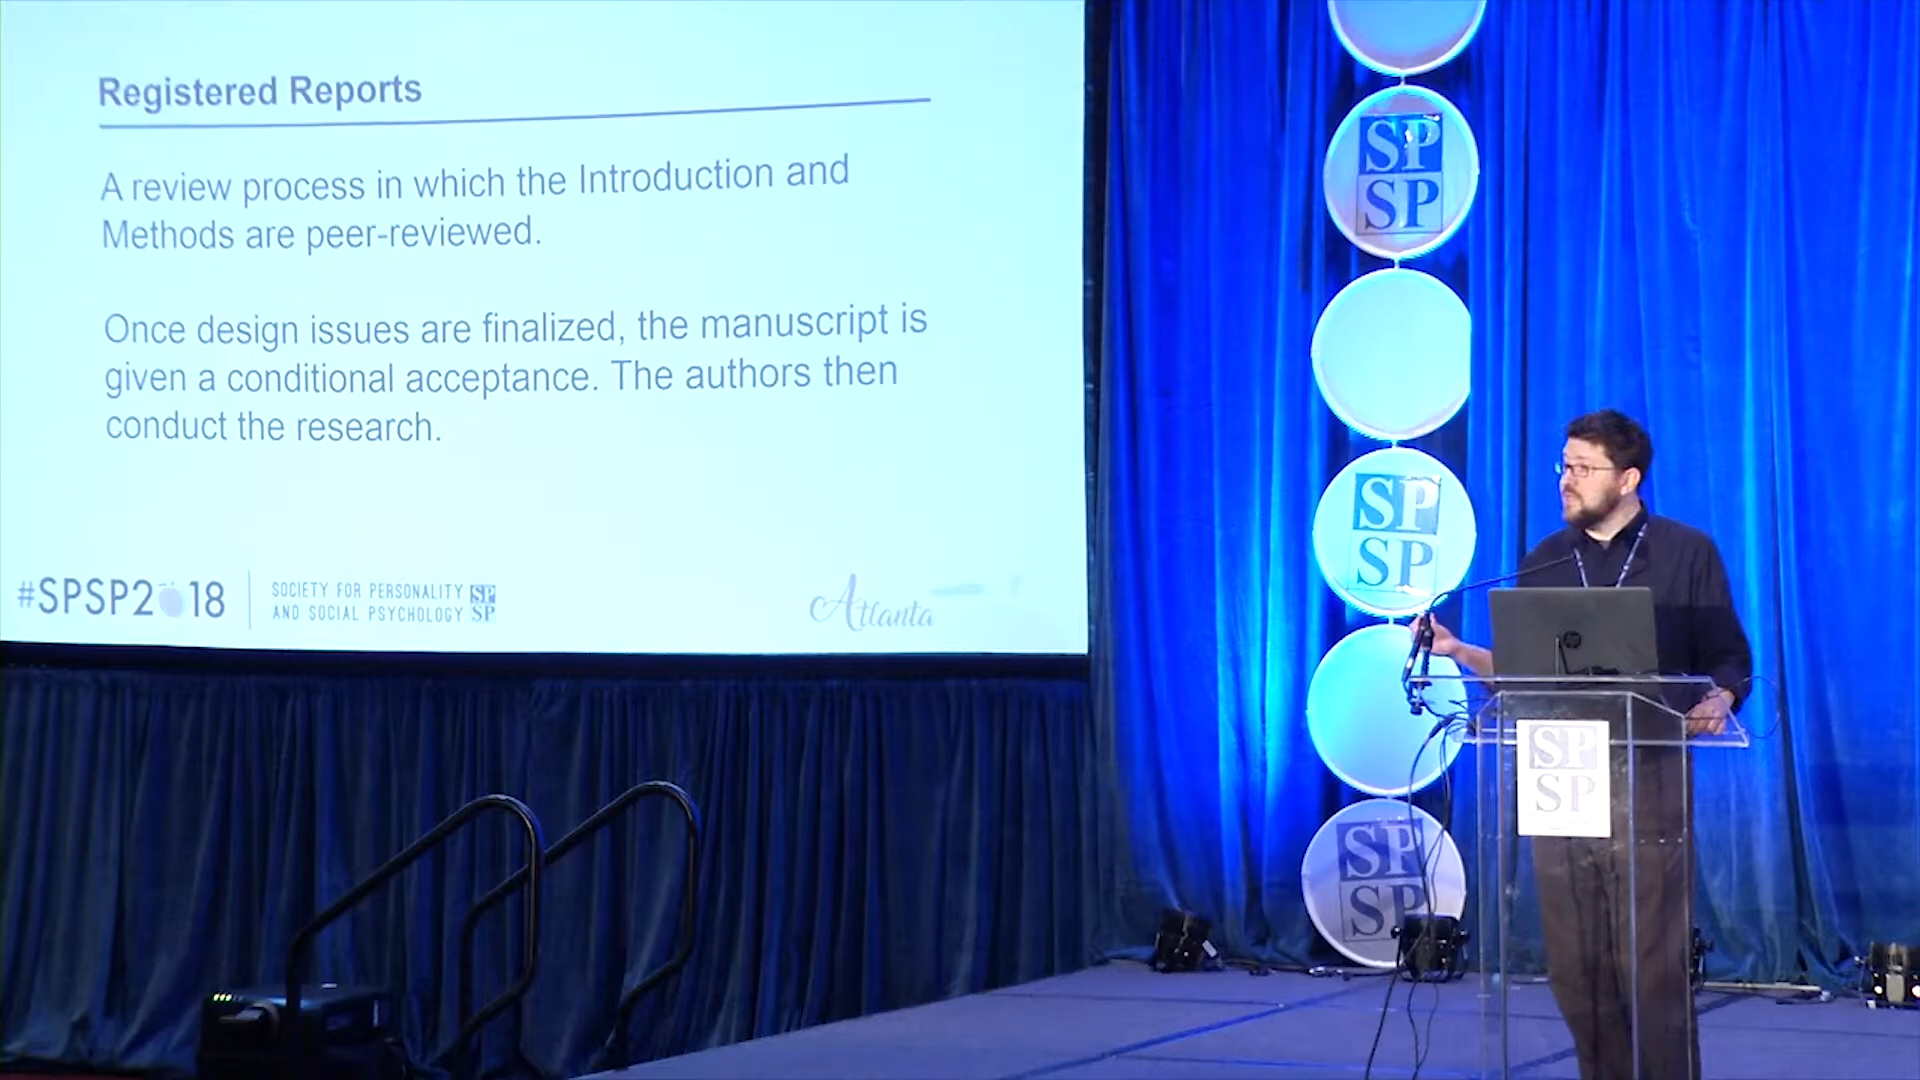 Registered Reports
A review process in which the Introduction and
Methods are peer-reviewed.
Once design issues are finalized, the manuscript is
given a conditional acceptance. The authors then
conduct the research.
#SPSP2018
SOCIETY FOR PERSONALITY
AND SOCIAL PSYCHOLOGY
SP
SP
Atlanta
SP
SP
SP
SP
SP
SP
SP
SP
hp